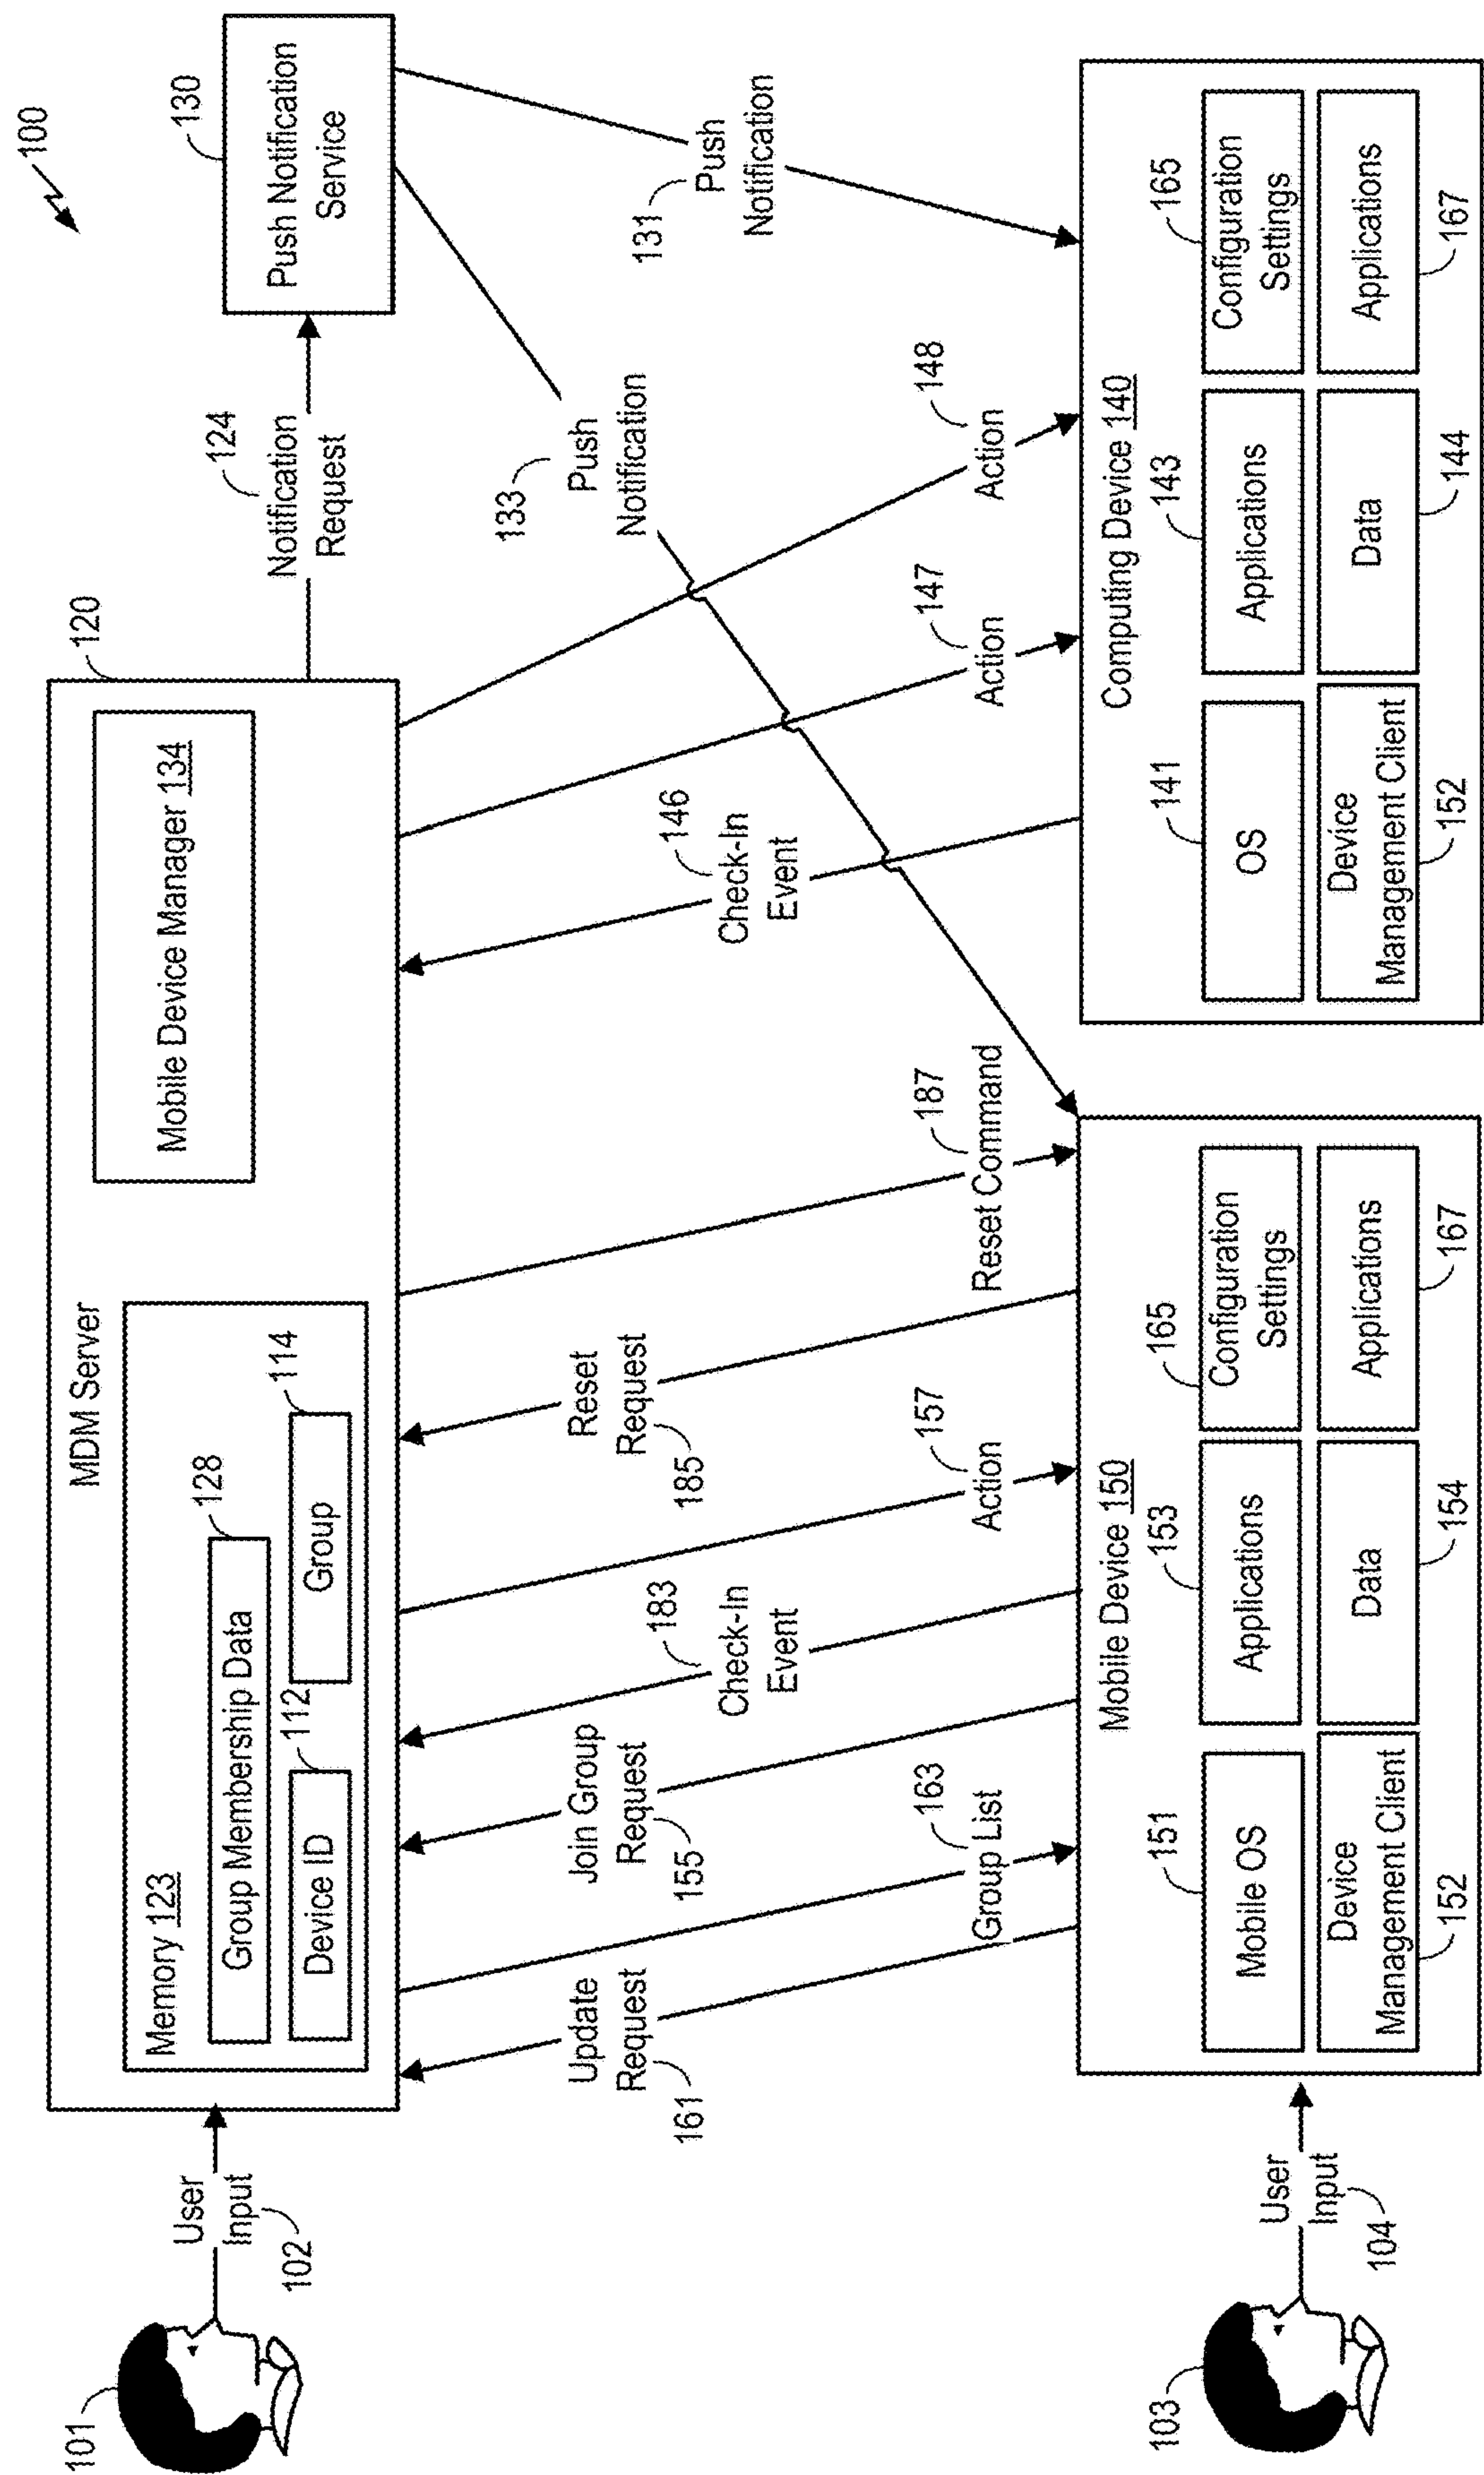 100
101
User
Input
102
MDM Server
120
Memory 123
Group Membership Data
128
Device ID
112
Group
114
Mobile Device Manager 134
124
Notification
Request
130
Push Notification
Service
Update
Request
161
163
Group List
Join Group
Request
155
183
Check-In
Event
157
Action
Reset
Request
185
187
Reset Command
146
Check-In
Event
147
Action
148
Action
133
Push
Notification
131
Push
Notification
103
User
Input
104
Mobile Device 150
151
Mobile OS
153
Applications
165
Configuration
Settings
Device
Management Client
152
Data
154
Applications
167
Computing Device 140
141
OS
143
Applications
165
Configuration
Settings
Device
Management Client
152
Data
144
Applications
167